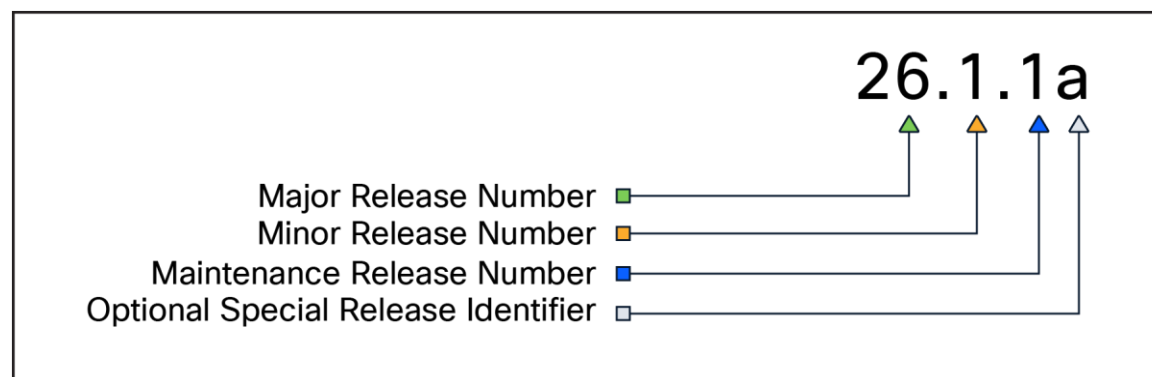 26.1.1a
Major Release Number
Minor Release Number
Maintenance Release Number
Optional Special Release Identifier